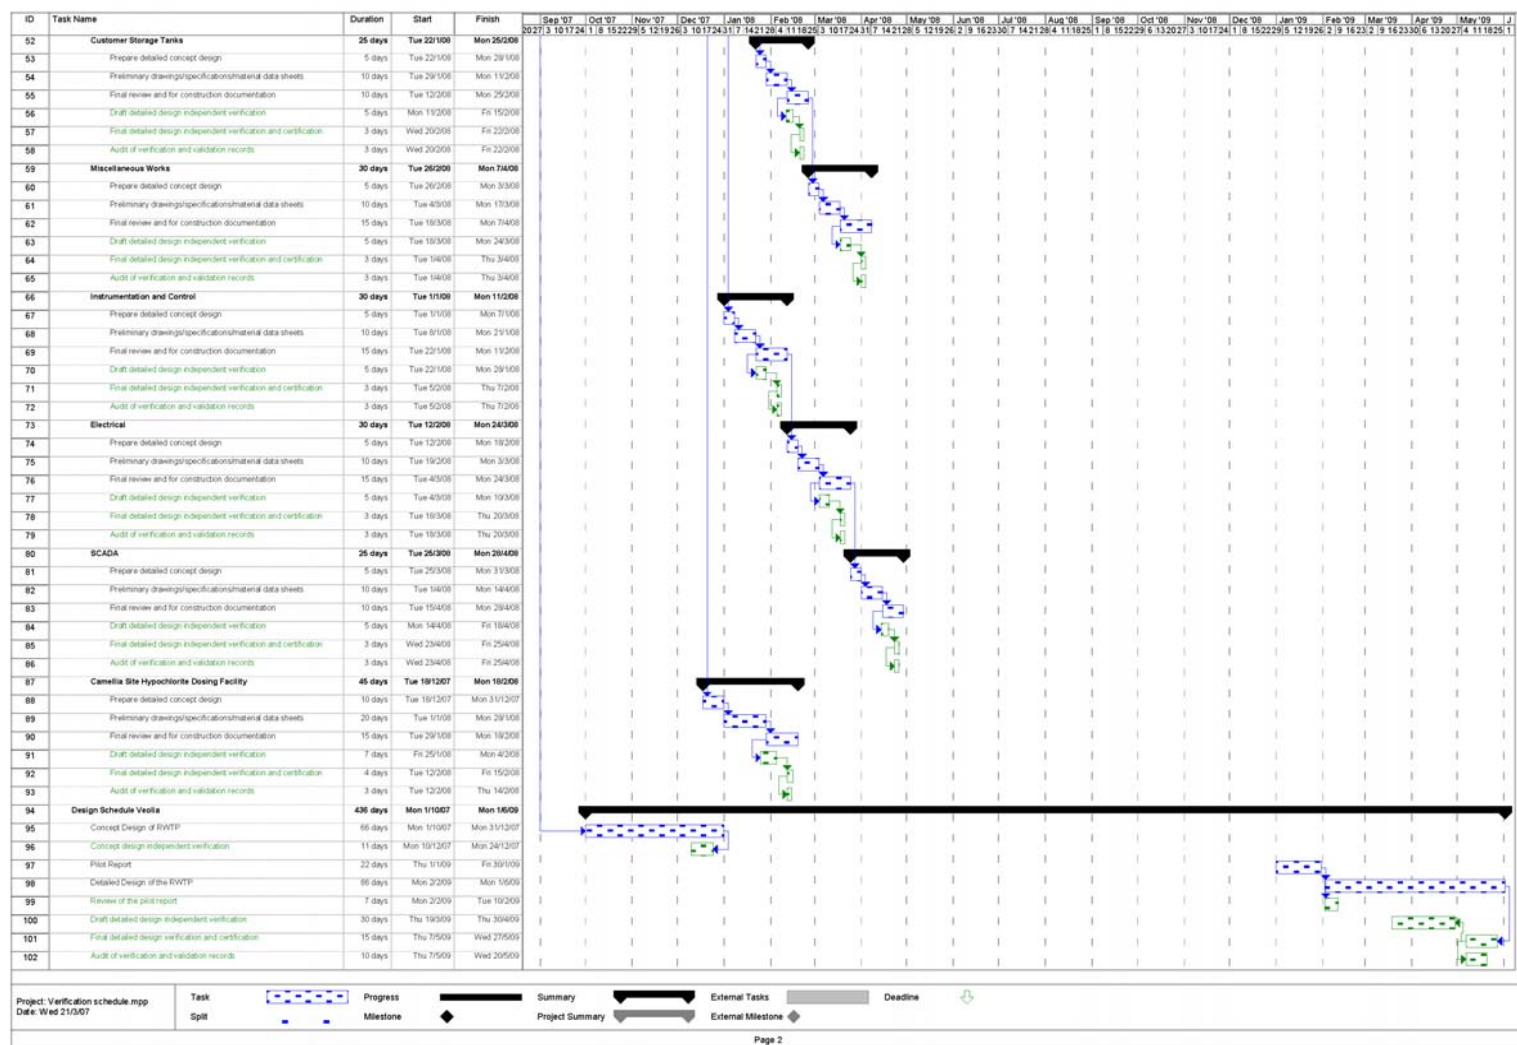 ID Task Name Duration Start Finish Sep '07 Oct '07 Nov '07 Dec '07 Jan '08 Feb '08 Mar '08 Apr '08 May '08 Jun '08 Jul '08 Aug '08 Sep '08 Oct '08 Nov '08 Dec '08 Jan '09 Feb '09 Mar '09 Apr '09 May '09 J
52 Customer Storage Tanks 25 days Tue 22/1/08 Mon 25/2/08
53 Prepare detailed concept design 5 days Tue 22/1/08 Mon 28/1/08
54 Preliminary drawings/specifications/material data sheets 10 days Tue 29/1/08 Mon 11/2/08
55 Final review and for construction documentation 10 days Tue 12/2/08 Mon 25/2/08
56 Draft detailed design independent verification 5 days Mon 11/2/08 Fri 15/2/08
57 Final detailed design independent verification and certification 3 days Wed 20/2/08 Fri 22/2/08
58 Audit of verification and validation records 3 days Wed 20/2/08 Fri 22/2/08
59 Miscellaneous Works 30 days Tue 26/2/08 Mon 7/4/08
60 Prepare detailed concept design 5 days Tue 26/2/08 Mon 3/3/08
61 Preliminary drawings/specifications/material data sheets 10 days Tue 4/3/08 Mon 17/3/08
62 Final review and for construction documentation 15 days Tue 18/3/08 Mon 7/4/08
63 Draft detailed design independent verification 5 days Tue 18/3/08 Mon 24/3/08
64 Final detailed design independent verification and certification 3 days Tue 1/4/08 Thu 3/4/08
65 Audit of verification and validation records 3 days Tue 1/4/08 Thu 3/4/08
66 Instrumentation and Control 30 days Tue 1/1/08 Mon 11/2/08
67 Prepare detailed concept design 5 days Tue 1/1/08 Mon 7/1/08
68 Preliminary drawings/specifications/material data sheets 10 days Tue 8/1/08 Mon 21/1/08
69 Final review and for construction documentation 15 days Tue 22/1/08 Mon 11/2/08
70 Draft detailed design independent verification 5 days Tue 22/1/08 Mon 28/1/08
71 Final detailed design independent verification and certification 3 days Tue 5/2/08 Thu 7/2/08
72 Audit of verification and validation records 3 days Tue 5/2/08 Thu 7/2/08
73 Electrical 30 days Tue 12/2/08 Mon 24/3/08
74 Prepare detailed concept design 5 days Tue 12/2/08 Mon 18/2/08
75 Preliminary drawings/specifications/material data sheets 10 days Tue 19/2/08 Mon 3/3/08
76 Final review and for construction documentation 15 days Tue 4/3/08 Mon 24/3/08
77 Draft detailed design independent verification 5 days Tue 4/3/08 Mon 10/3/08
78 Final detailed design independent verification and certification 3 days Tue 18/3/08 Thu 20/3/08
79 Audit of verification and validation records 3 days Tue 18/3/08 Thu 20/3/08
80 SCADA 25 days Tue 25/3/08 Mon 28/4/08
81 Prepare detailed concept design 5 days Tue 25/3/08 Mon 31/3/08
82 Preliminary drawings/specifications/material data sheets 10 days Tue 1/4/08 Mon 14/4/08
83 Final review and for construction documentation 10 days Tue 15/4/08 Mon 28/4/08
84 Draft detailed design independent verification 5 days Mon 14/4/08 Fri 18/4/08
85 Final detailed design independent verification and certification 3 days Wed 23/4/08 Fri 25/4/08
86 Audit of verification and validation records 3 days Wed 23/4/08 Fri 25/4/08
87 Camellia Site Hypochlorite Dosing Facility 45 days Tue 18/12/07 Mon 18/2/08
88 Prepare detailed concept design 10 days Tue 18/12/07 Mon 31/12/07
89 Preliminary drawings/specifications/material data sheets 20 days Tue 1/1/08 Mon 28/1/08
90 Final review and for construction documentation 15 days Tue 29/1/08 Mon 18/2/08
91 Draft detailed design independent verification 7 days Fri 25/1/08 Mon 4/2/08
92 Final detailed design independent verification and certification 4 days Tue 12/2/08 Fri 15/2/08
93 Audit of verification and validation records 3 days Tue 12/2/08 Thu 14/2/08
94 Design Schedule Veolia 436 days Mon 1/10/07 Mon 1/6/09
95 Concept Design of RWTP 66 days Mon 1/10/07 Mon 31/12/07
96 Concept design independent verification 11 days Mon 10/12/07 Mon 24/12/07
97 Pilot Report 22 days Thu 1/1/09 Fri 30/1/09
98 Detailed Design of the RWTP 86 days Mon 2/2/09 Mon 1/6/09
99 Review of the pilot report 7 days Mon 2/2/09 Tue 10/2/09
100 Draft detailed design independent verification 30 days Thu 19/3/09 Thu 30/4/09
101 Final detailed design verification and certification 15 days Thu 7/5/09 Wed 27/5/09
102 Audit of verification and validation records 10 days Thu 7/5/09 Wed 20/5/09
Project: Verification schedule.mpp
Date: Wed 21/3/07
Task Progress Summary External Tasks Deadline
Split Milestone Project Summary External Milestone
Page 2